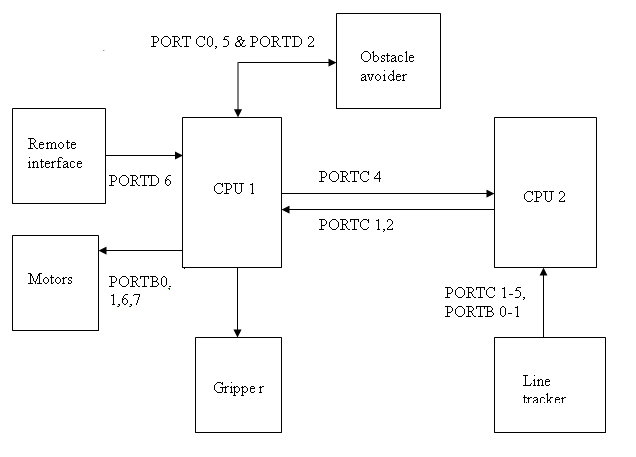 PORT C0, 5 & PORTD 2
Obstacle
avoider
Remote
interface
PORTD 6
CPU 1
PORTC 4
PORTC 1,2
CPU 2
Motors
PORTB0,
1,6,7
PORTC 1-5,
PORTB 0-1
Gripper
Line
tracker